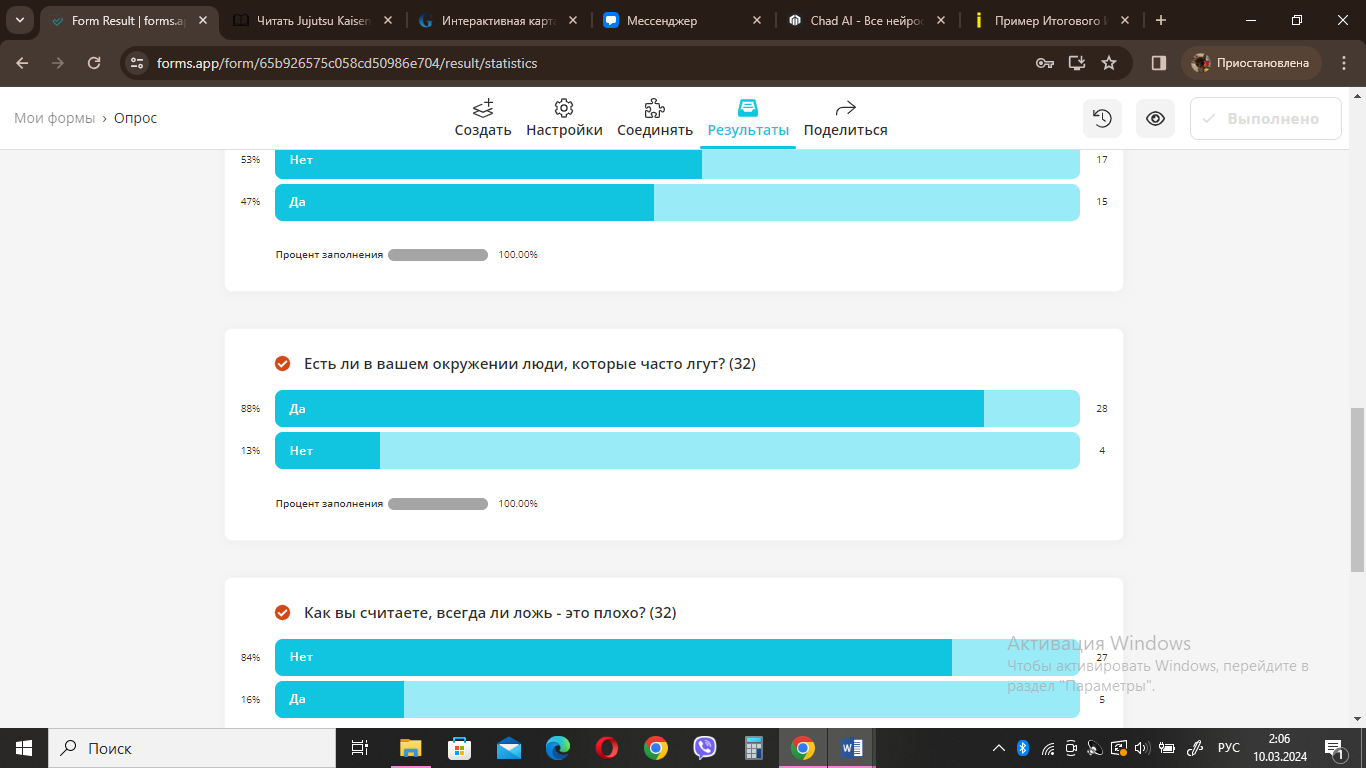 Form Result | forms.a
Читать Jujutsu Kaisen
Интерактивная карта
Мессенджер
Chad AI - Все нейрос
Пример Итогового
forms.app/form/65b926575c058cd50986e704/result/statistics
Приостановлена
Мои формы › Опрос
Создать
Настройки
Соединять
Результаты
Поделиться
Выполнено
53% Нет 17
47% Да 15
Процент заполнения 100.00%
Есть ли в вашем окружении люди, которые часто лгут? (32)
88% Да 28
13% Нет 4
Процент заполнения 100.00%
Как вы считаете, всегда ли ложь - это плохо? (32)
84% Нет 27
16% Да 5
Активация Windows
Чтобы активировать Windows, перейдите в
раздел "Параметры".
Поиск
РУС
2:06
10.03.2024
1